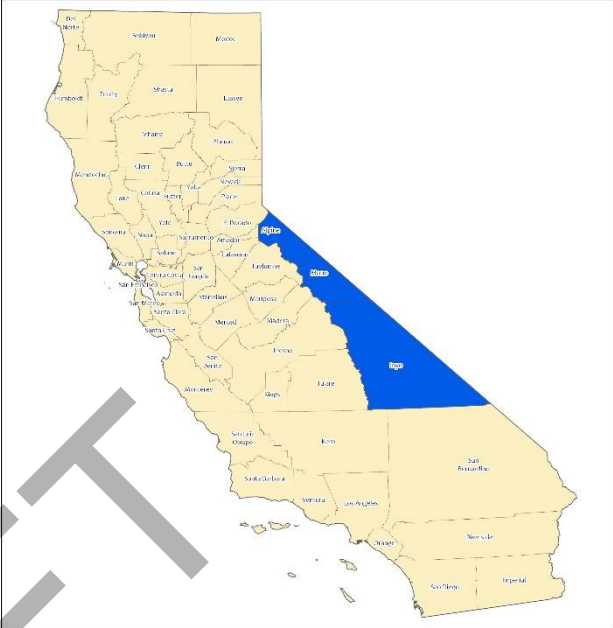 Del
Norte
Siskiyou
Modoc
Humboldt
Trinity
Shasta
Lassen
Tehama
Plumas
Mendocino
Glenn
Butte
Sierra
Nevada
Lake
Colusa
Sutter
Yuba
Placer
Sonoma
Napa
Yolo
El Dorado
Alpine
Sacramento
Amador
Marin
Solano
Calaveras
Tuolumne
Mono
San Francisco
Contra Costa
San
Joaquin
San Mateo
Alameda
Stanislaus
Mariposa
Santa Clara
Santa Cruz
Merced
Madera
San
Benito
Fresno
Inyo
Monterey
Kings
Tulare
San Luis
Obispo
Kern
San
Bernardino
Santa Barbara
Ventura
Los Angeles
Orange
Riverside
San Diego
Imperial